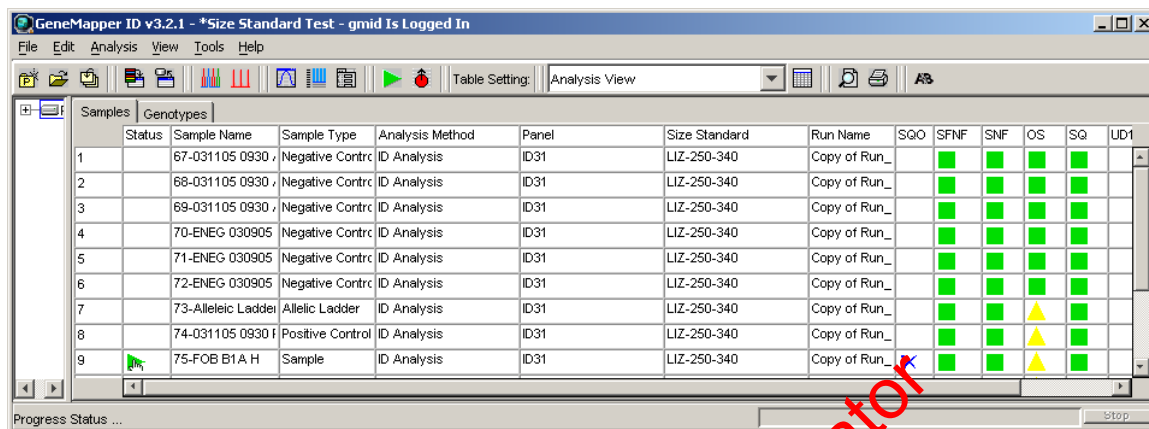 GeneMapper ID v3.2.1 - *Size Standard Test - gmid Is Logged In
File Edit Analysis View Tools Help
Table Setting: Analysis View
Samples Genotypes
Status Sample Name Sample Type Analysis Method Panel Size Standard Run Name SQO SFNF SNF OS SQ UD1
1 67-031105 0930 Negative Contrc ID Analysis ID31 LIZ-250-340 Copy of Run_
2 68-031105 0930 Negative Contrc ID Analysis ID31 LIZ-250-340 Copy of Run_
3 69-031105 0930 Negative Contrc ID Analysis ID31 LIZ-250-340 Copy of Run_
4 70-ENEG 030905 Negative Contrc ID Analysis ID31 LIZ-250-340 Copy of Run_
5 71-ENEG 030905 Negative Contrc ID Analysis ID31 LIZ-250-340 Copy of Run_
6 72-ENEG 030905 Negative Contrc ID Analysis ID31 LIZ-250-340 Copy of Run_
7 73-Alleleic Ladder Allelic Ladder ID Analysis ID31 LIZ-250-340 Copy of Run_
8 74-031105 0930 Positive Control ID Analysis ID31 LIZ-250-340 Copy of Run_
9 75-FOB B1 A H Sample ID Analysis ID31 LIZ-250-340 Copy of Run_
Progress Status ... Stop